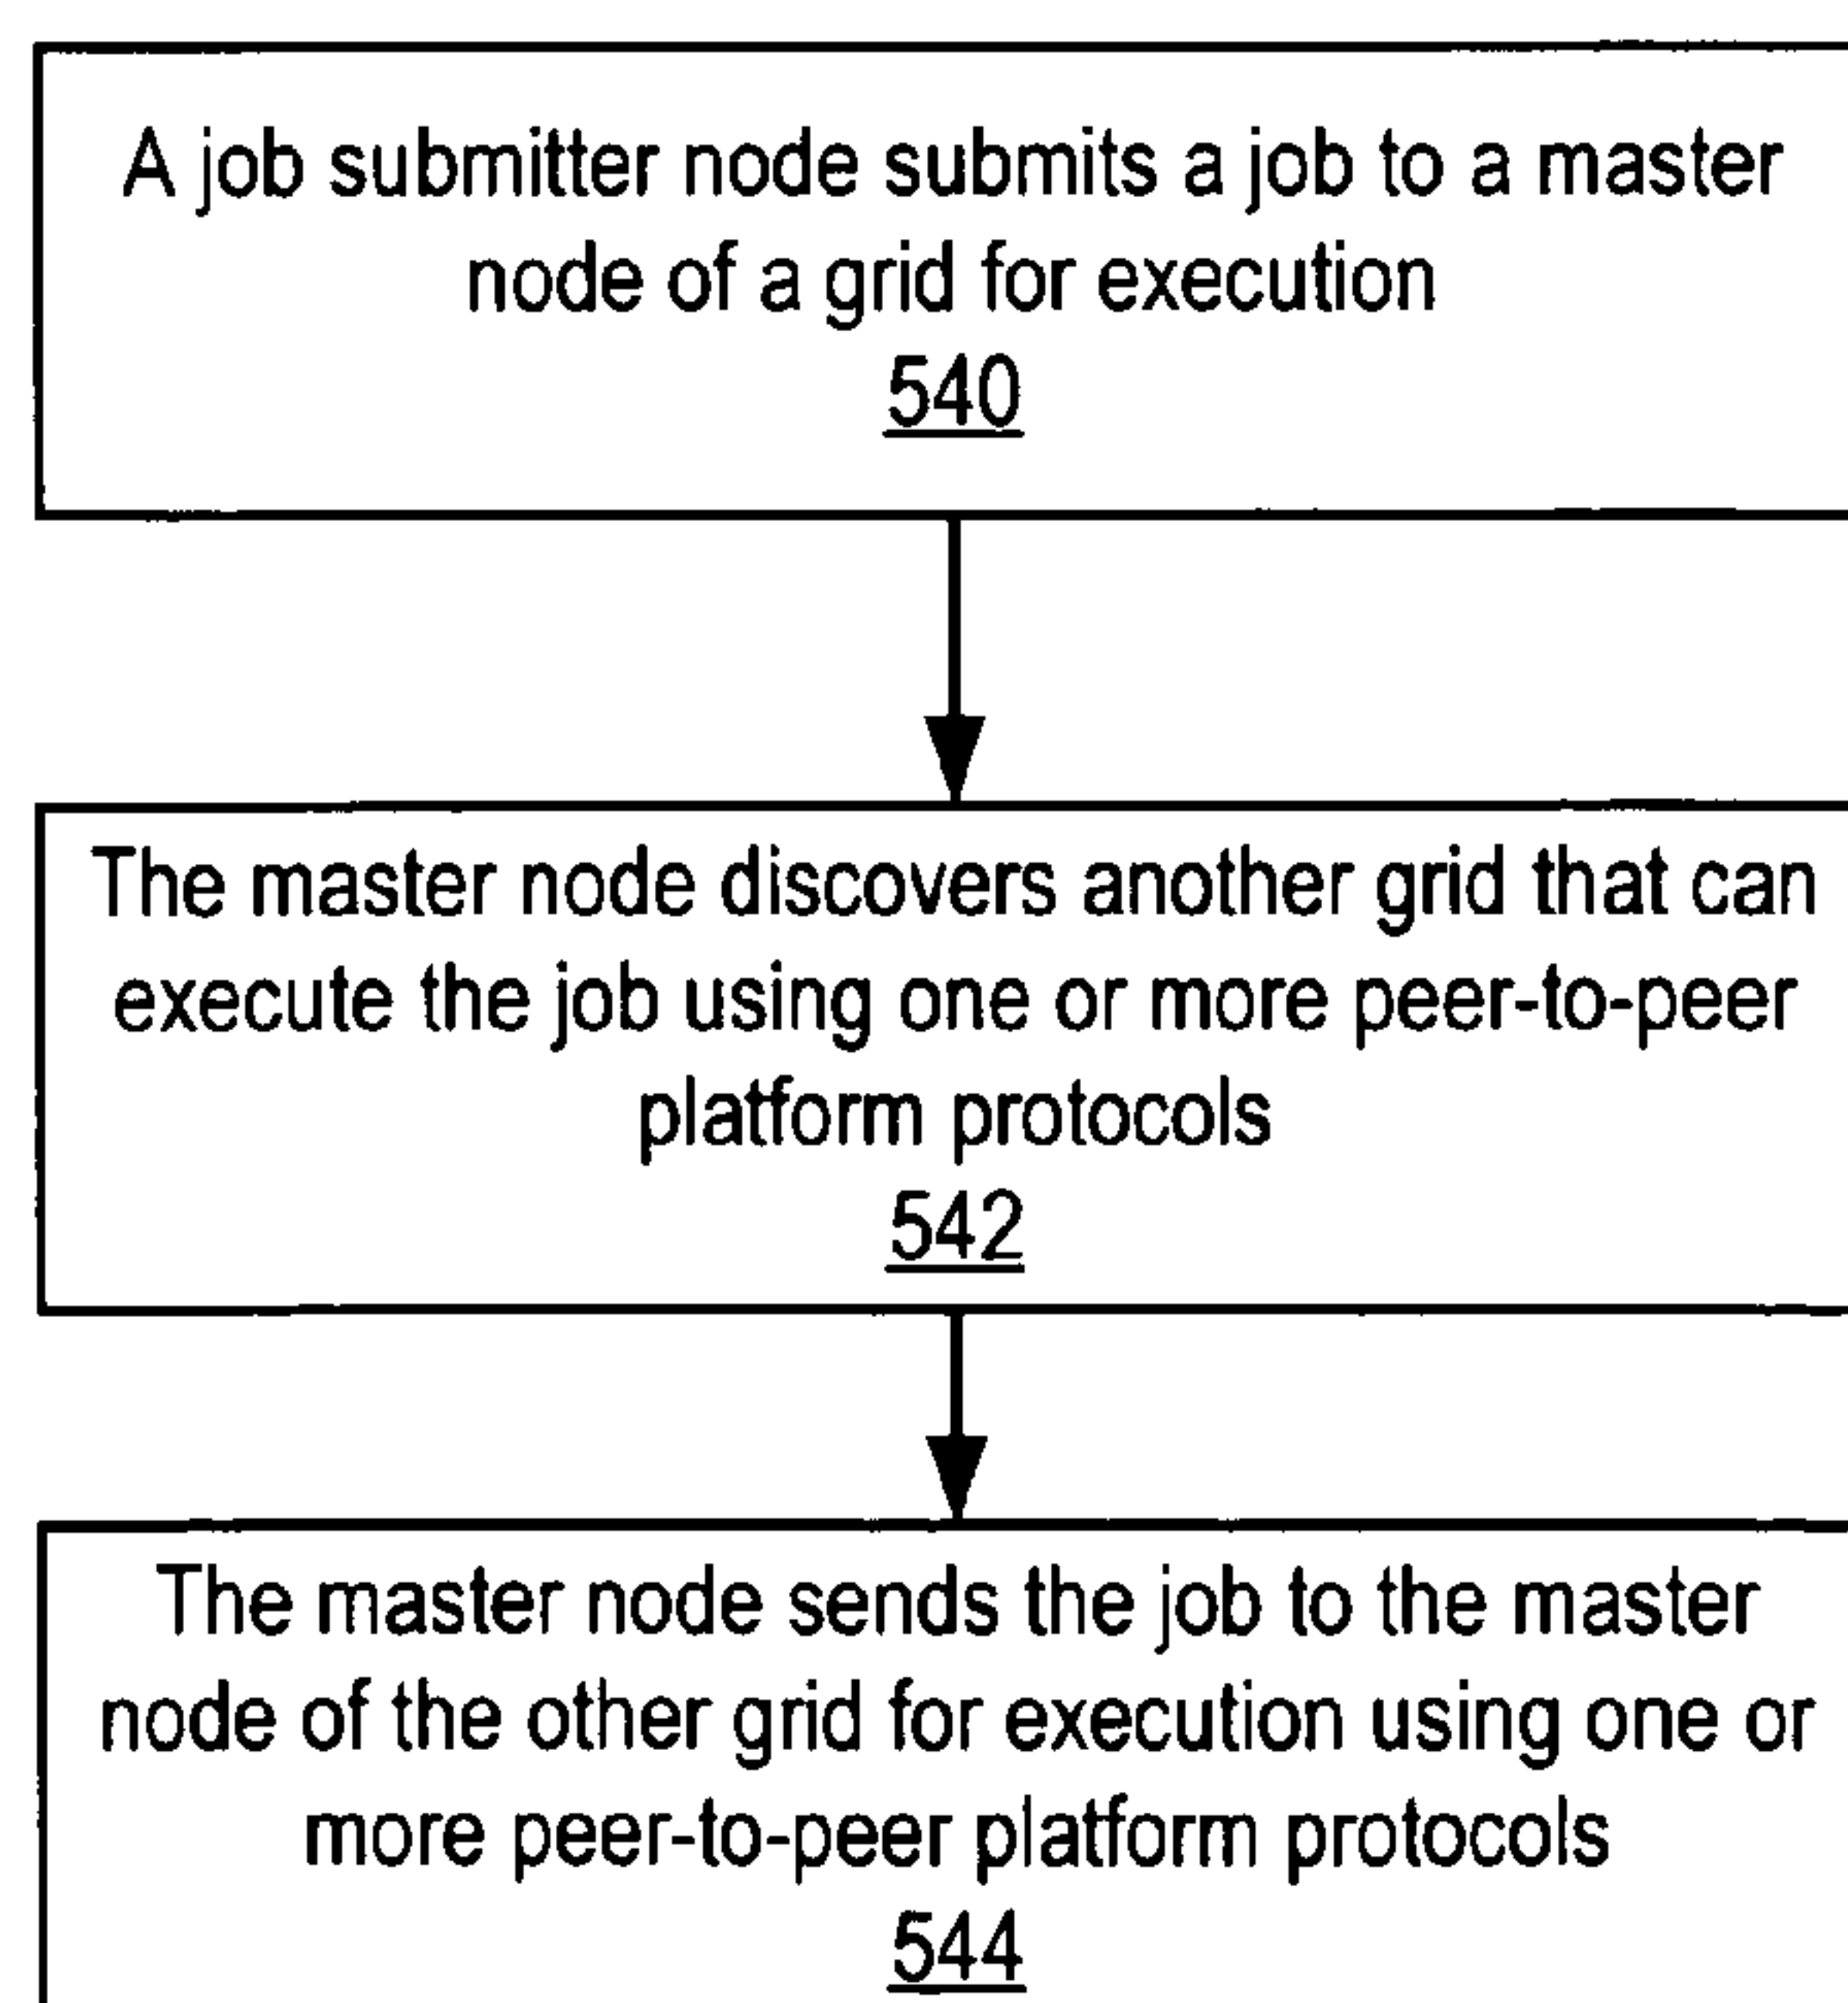 A job submitter node submits a job to a master
node of a grid for execution
540
The master node discovers another grid that can
execute the job using one or more peer-to-peer
platform protocols
542
The master node sends the job to the master
node of the other grid for execution using one or
more peer-to-peer platform protocols
544